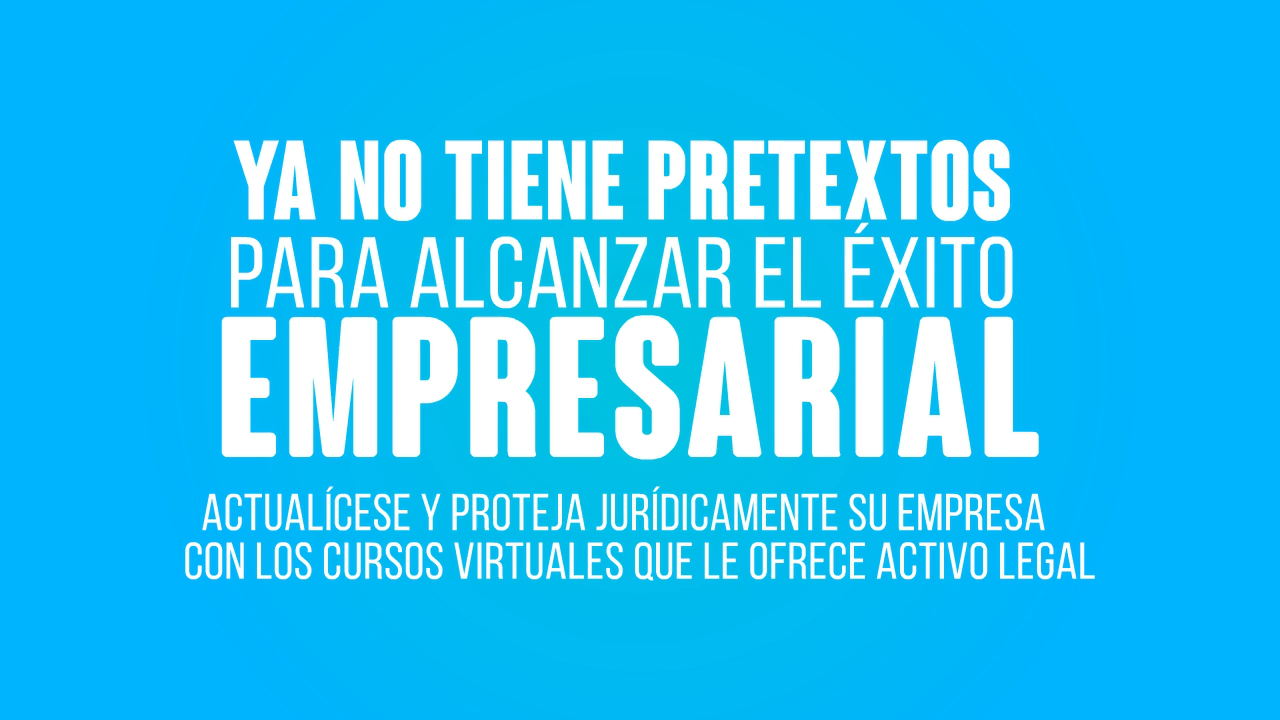 YA NO TIENE PRETEXTOS
PARA ALCANZAR EL ÉXITO
EMPRESARIAL
ACTUALÍCESE Y PROTEJA JURÍDICAMENTE SU EMPRESA
CON LOS CURSOS VIRTUALES QUE LE OFRECE ACTIVO LEGAL